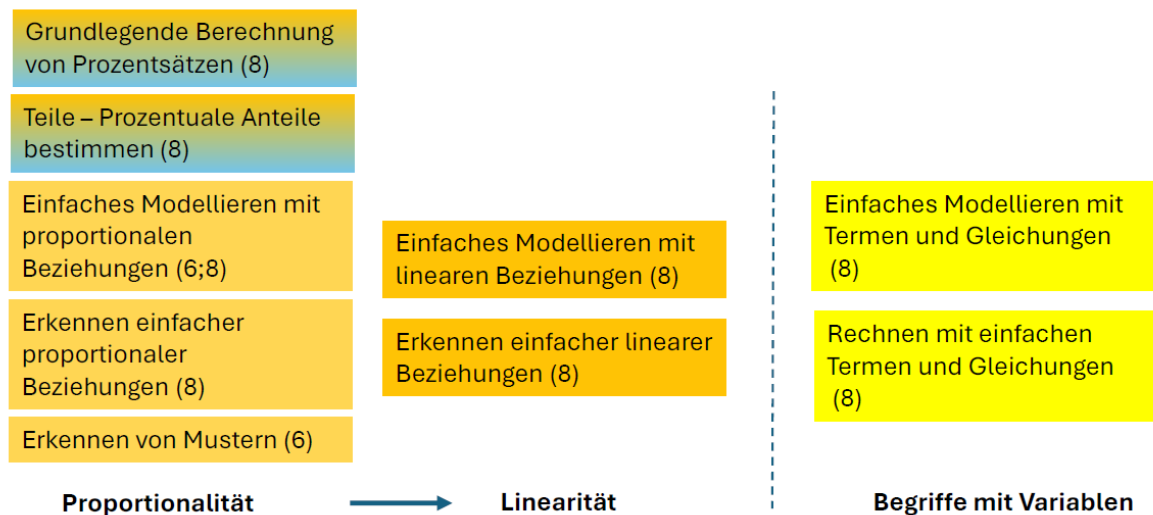 Grundlegende Berechnung
von Prozentsätzen (8)
Teile – Prozentuale Anteile
bestimmen (8)
Einfaches Modellieren mit
proportionalen
Beziehungen (6;8)
Erkennen einfacher
proportionaler
Beziehungen (8)
Erkennen von Mustern (6)
Proportionalität
Einfaches Modellieren mit
linearen Beziehungen (8)
Erkennen einfacher linearer
Beziehungen (8)
Linearität
Einfaches Modellieren mit
Termen und Gleichungen
(8)
Rechnen mit einfachen
Termen und Gleichungen
(8)
Begriffe mit Variablen